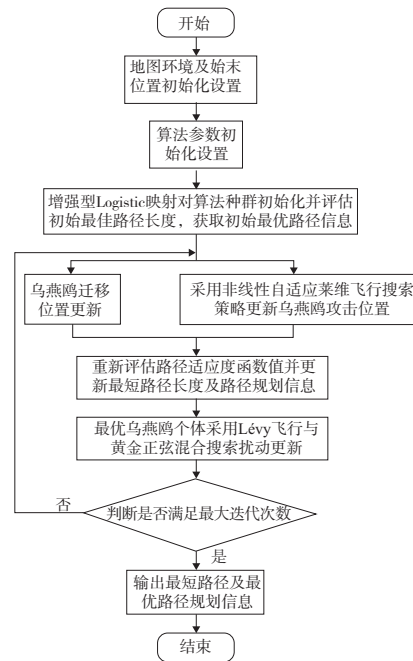 开始
地图环境及始末
位置初始化设置
算法参数初
始化设置
增强型Logistic映射对算法种群初始化并评估
初始最佳路径长度，获取初始最优路径信息
乌燕鸥迁移
位置更新
采用非线性自适应莱维飞行搜索
策略更新乌燕鸥攻击位置
重新评估路径适应度函数值并更
新最短路径长度及路径规划信息
最优乌燕鸥个体采用Lévy飞行与
黄金正弦混合搜索扰动更新
否
判断是否满足最大迭代次数
是
输出最短路径及最
优路径规划信息
结束